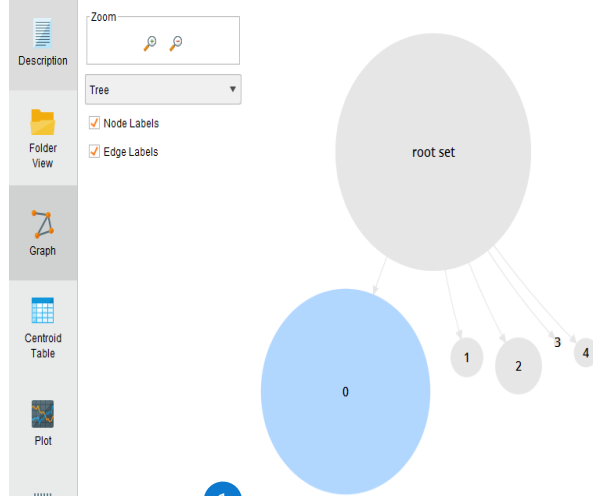 Zoom
Description
Tree
Node Labels
Edge Labels
Folder
View
Graph
Centroid
Table
Plot
root set
0
1
2
3
4